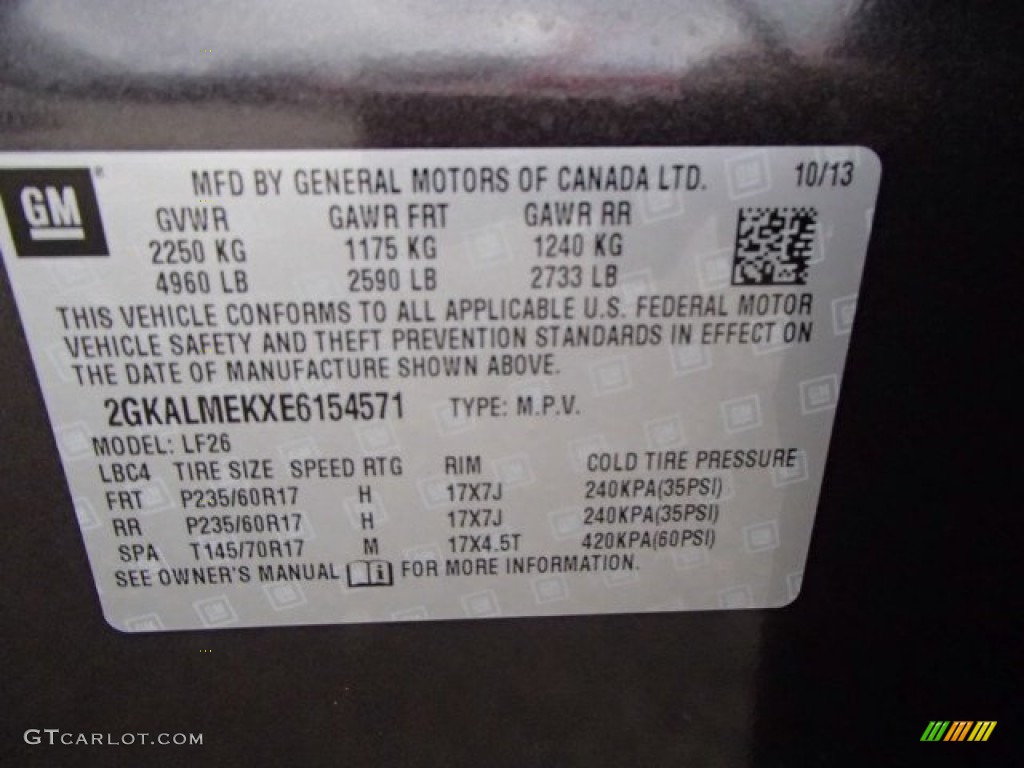 GM
MFD BY GENERAL MOTORS OF CANADA LTD. 10/13
GVWR GAWR FRT GAWR RR
2250 KG 1175 KG 1240 KG
4960 LB 2590 LB 2733 LB
THIS VEHICLE CONFORMS TO ALL APPLICABLE U.S. FEDERAL MOTOR
VEHICLE SAFETY AND THEFT PREVENTION STANDARDS IN EFFECT ON
THE DATE OF MANUFACTURE SHOWN ABOVE.
2GKALMEKXE6154571 TYPE: M.P.V.
MODEL: LF26
LBC4 TIRE SIZE SPEED RTG RIM COLD TIRE PRESSURE
FRT P235/60R17 H 17X7J 240KPA(35PSI)
RR P235/60R17 H 17X7J 240KPA(35PSI)
SPA T145/70R17 M 17X4.5T 420KPA(60PSI)
SEE OWNER'S MANUAL i FOR MORE INFORMATION.
GTCARLOT.COM